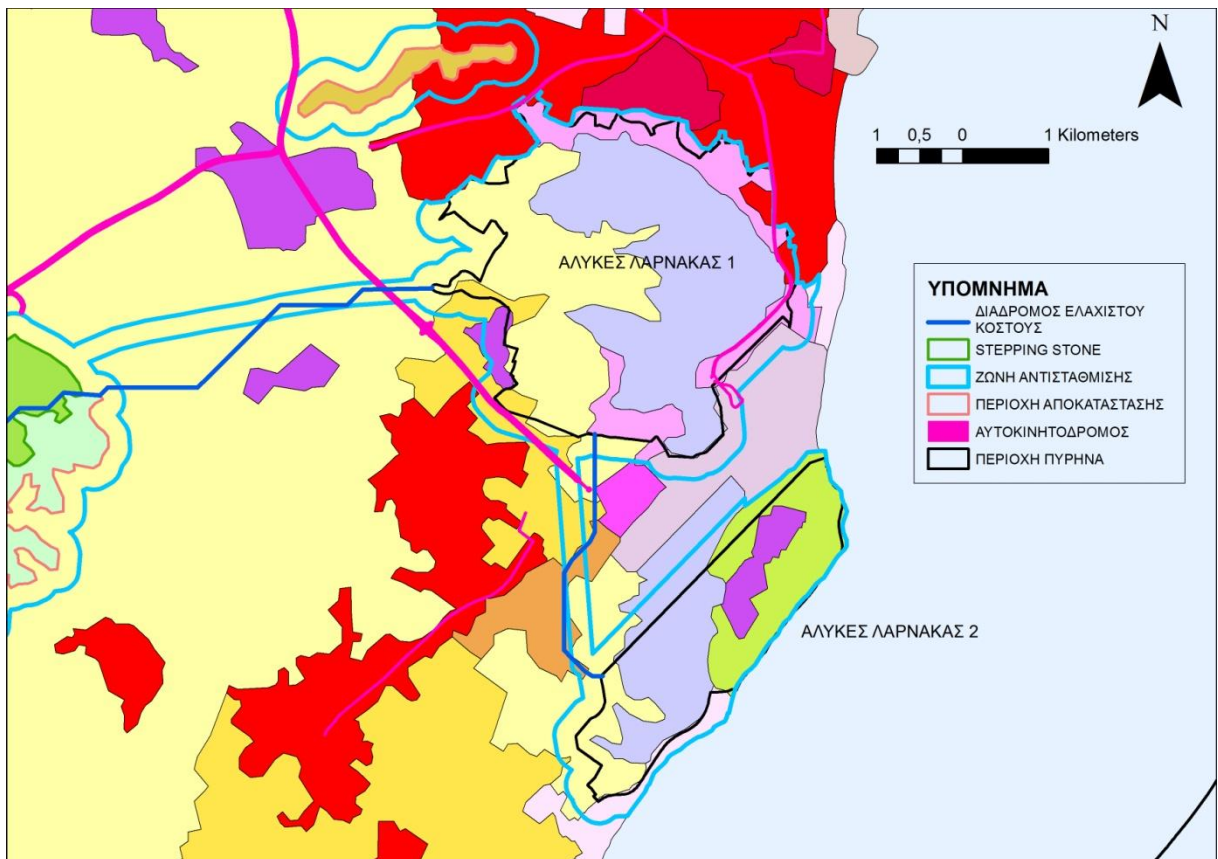 N
1 0,5 0 1 Kilometers
ΑΛΥΚΕΣ ΛΑΡΝΑΚΑΣ 1
ΥΠΟΜΝΗΜΑ
ΔΙΑΔΡΟΜΟΣ ΕΛΑΧΙΣΤΟΥ
ΚΟΣΤΟΥΣ
STEPPING STONE
ΖΩΝΗ ΑΝΤΙΣΤΑΘΜΙΣΗΣ
ΠΕΡΙΟΧΗ ΑΠΟΚΑΤΑΣΤΑΣΗΣ
ΑΥΤΟΚΙΝΗΤΟΔΡΟΜΟΣ
ΠΕΡΙΟΧΗ ΠΥΡΗΝΑ
ΑΛΥΚΕΣ ΛΑΡΝΑΚΑΣ 2